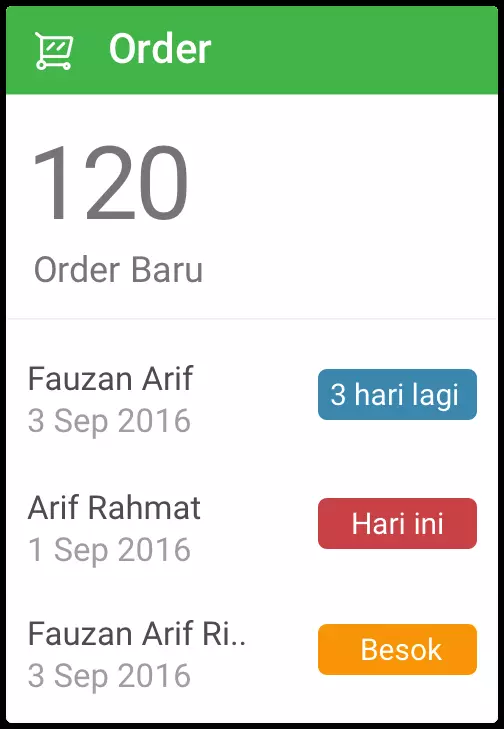 Order
120
Order Baru
Fauzan Arif
3 Sep 2016
3 hari lagi
Arif Rahmat
1 Sep 2016
Hari ini
Fauzan Arif Ri..
3 Sep 2016
Besok